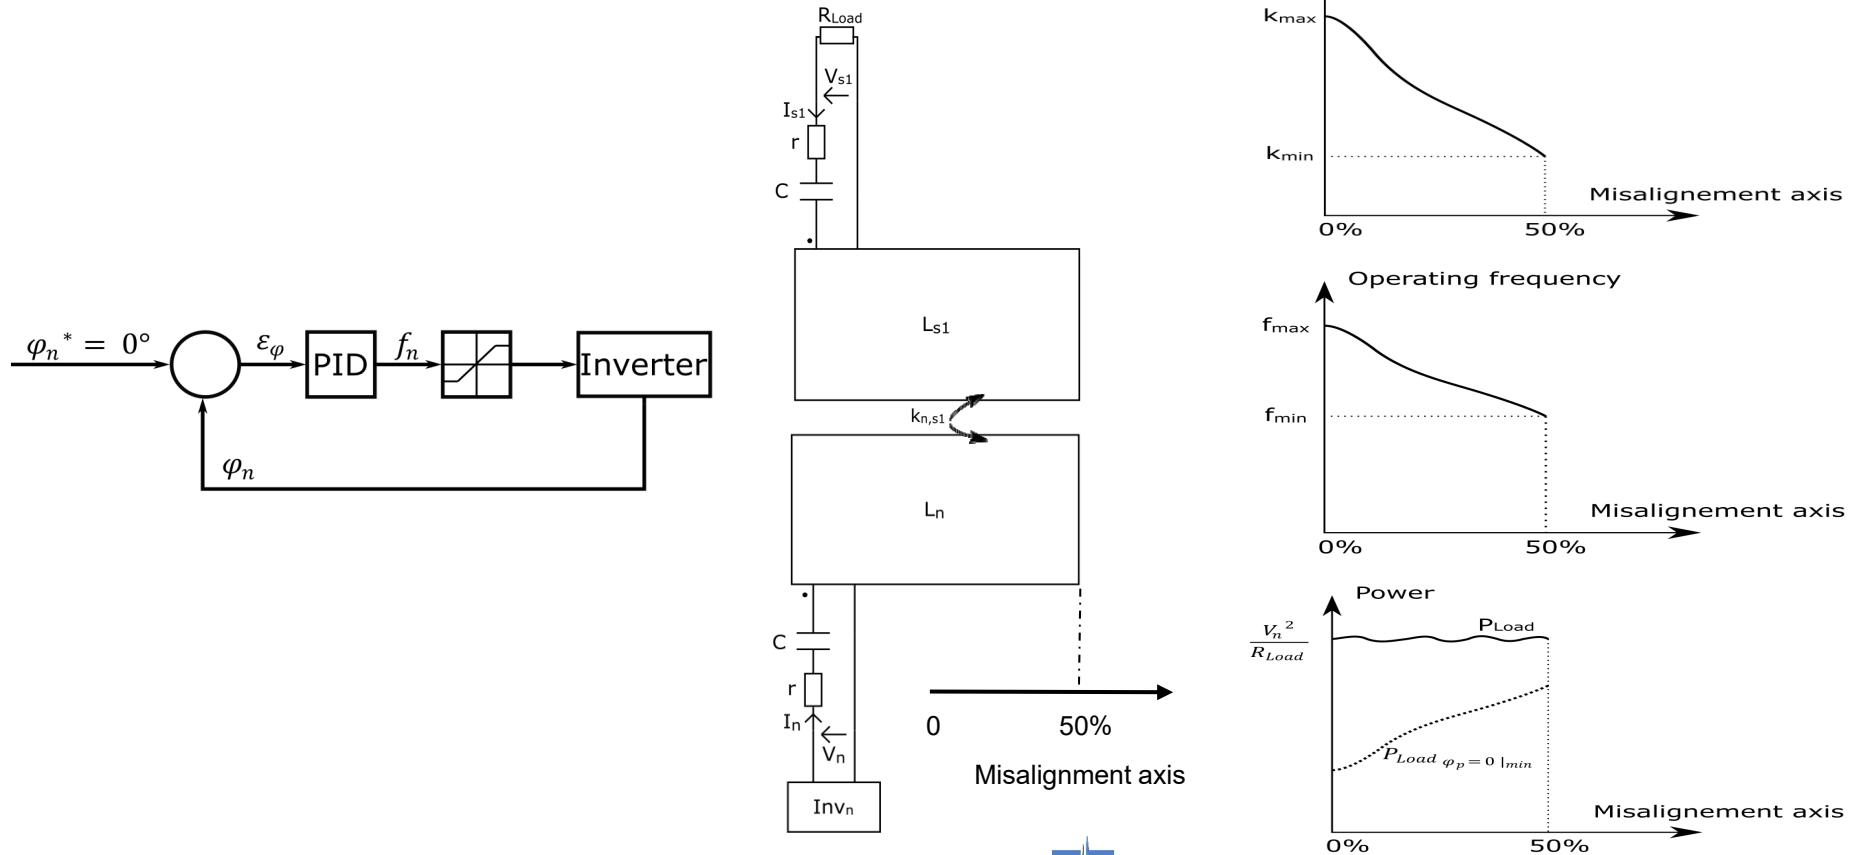 φn* = 0°
εφ
PID
fn
Inverter
φn
RLoad
Vs1
Is1
r
C
Ls1
kn,s1
Ln
C
r
In
Vn
Invn
0
50%
Misalignment axis
kmax
kmin
Misalignement axis
0%
50%
Operating frequency
fmax
fmin
Misalignement axis
0%
50%
Power
Vn²
RLoad
PLoad
PLoad φp=0 |min
Misalignement axis
0%
50%